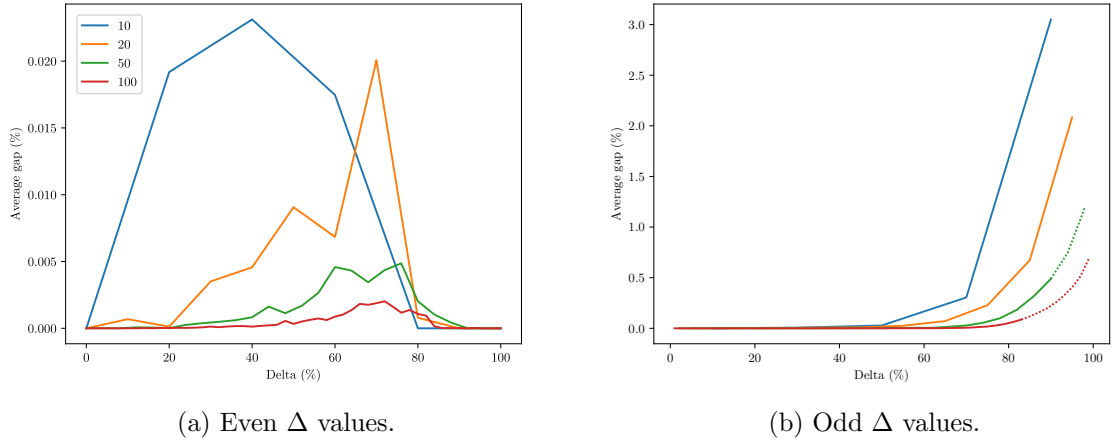 10
20
50
100
0.020
0.015
0.010
0.005
0.000
Average gap (%)
0 20 40 60 80 100
Delta (%)
(a) Even Δ values.
3.0
2.5
2.0
1.5
1.0
0.5
0.0
Average gap (%)
0 20 40 60 80 100
Delta (%)
(b) Odd Δ values.